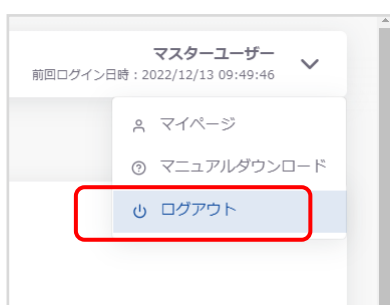 マスターユーザー
前回ログイン日時：2022/12/13 09:49:46
マイページ
マニュアルダウンロード
ログアウト